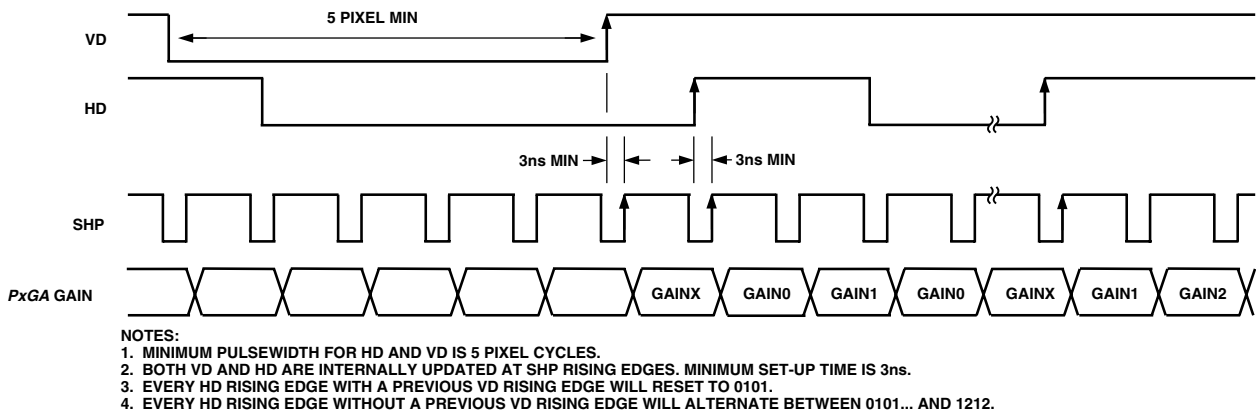 5 PIXEL MIN
VD
HD
3ns MIN
3ns MIN
SHP
PxGA GAIN
GAINX
GAIN0
GAIN1
GAIN0
GAINX
GAIN1
GAIN2
NOTES:
1. MINIMUM PULSEWIDTH FOR HD AND VD IS 5 PIXEL CYCLES.
2. BOTH VD AND HD ARE INTERNALLY UPDATED AT SHP RISING EDGES. MINIMUM SET-UP TIME IS 3ns.
3. EVERY HD RISING EDGE WITH A PREVIOUS VD RISING EDGE WILL RESET TO 0101.
4. EVERY HD RISING EDGE WITHOUT A PREVIOUS VD RISING EDGE WILL ALTERNATE BETWEEN 0101... AND 1212.